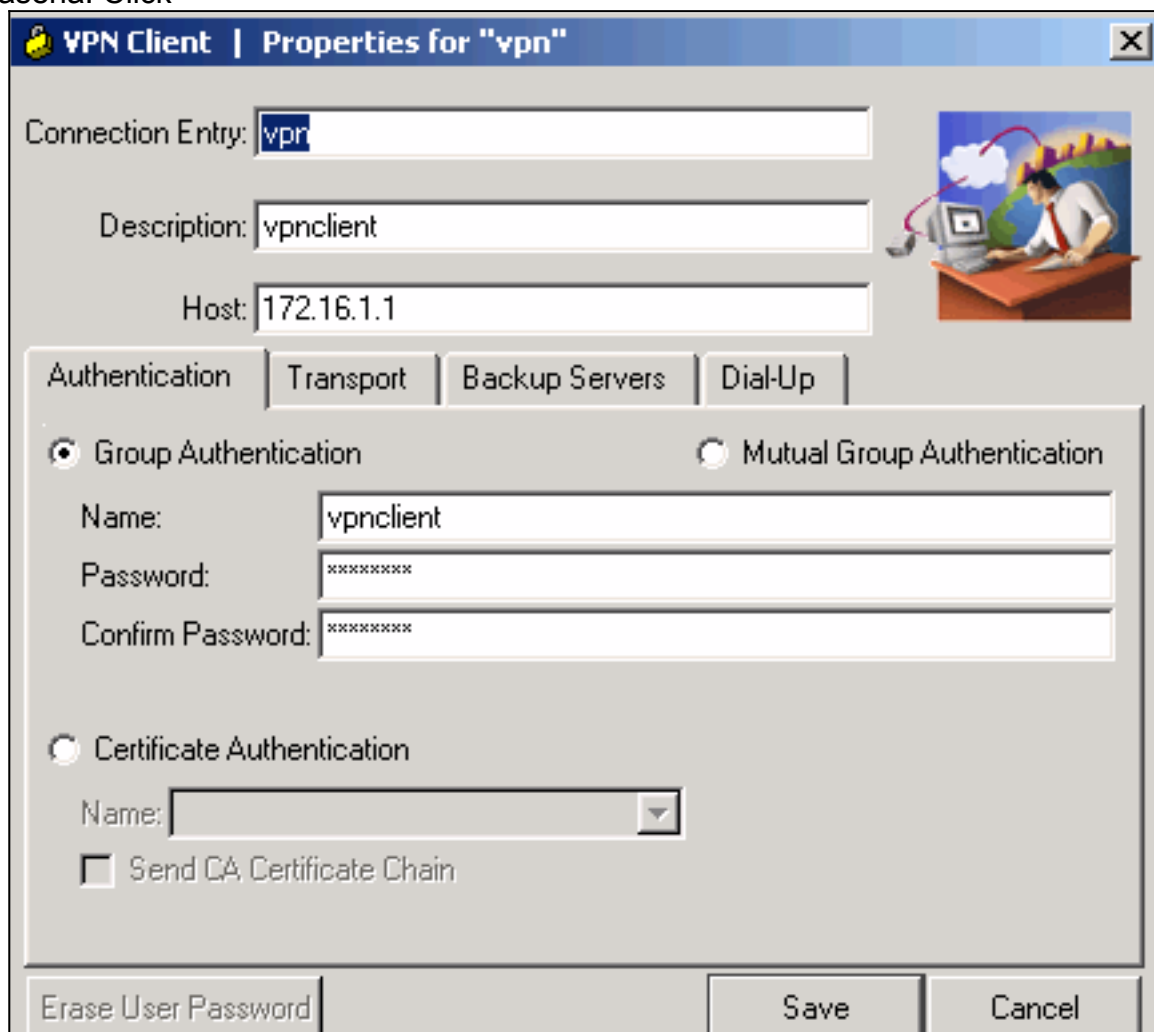 VPN Client | Properties for "vpn"
Connection Entry: vpn
Description: vpnclient
Host: 172.16.1.1
Authentication Transport Backup Servers Dial-Up
Group Authentication Mutual Group Authentication
Name: vpnclient
Password: ********
Confirm Password: ********
Certificate Authentication
Name:
Send CA Certificate Chain
Erase User Password Save Cancel